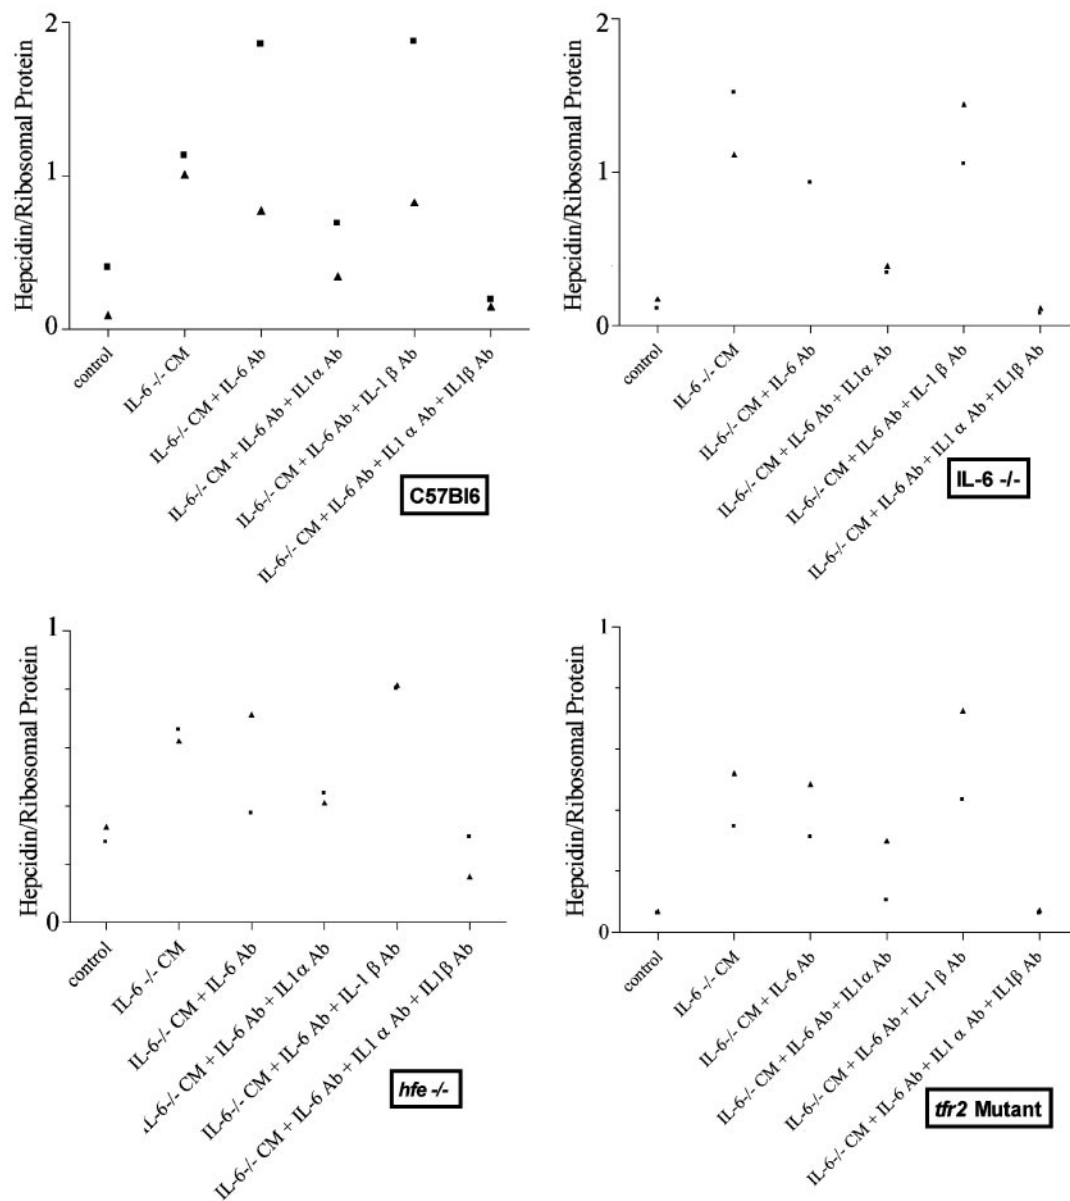 2
1
0
Hepcidin/Ribosomal Protein
control
IL-6 -/- CM
IL-6-/- CM + IL-6 Ab
IL-6-/- CM + IL-6 Ab + IL1α Ab
IL-6-/- CM + IL-6 Ab + IL-1 β Ab
IL-6-/- CM + IL-6 Ab + IL1 α Ab + IL1β Ab
C57Bl6
2
1
0
Hepcidin/Ribosomal Protein
control
IL-6 -/- CM
IL-6-/- CM + IL-6 Ab
IL-6-/- CM + IL-6 Ab + IL1α Ab
IL-6-/- CM + IL-6 Ab + IL-1 β Ab
IL-6-/- CM + IL-6 Ab + IL1 α Ab + IL1β Ab
IL-6 -/-
1
0
Hepcidin/Ribosomal Protein
control
IL-6 -/- CM
IL-6-/- CM + IL-6 Ab
IL-6-/- CM + IL-6 Ab + IL1α Ab
IL-6-/- CM + IL-6 Ab + IL-1 β Ab
IL-6-/- CM + IL-6 Ab + IL1 α Ab + IL1β Ab
hfe -/-
1
0
Hepcidin/Ribosomal Protein
control
IL-6 -/- CM
IL-6-/- CM + IL-6 Ab
IL-6-/- CM + IL-6 Ab + IL1α Ab
IL-6-/- CM + IL-6 Ab + IL-1 β Ab
IL-6-/- CM + IL-6 Ab + IL1 α Ab + IL1β Ab
tfr2 Mutant